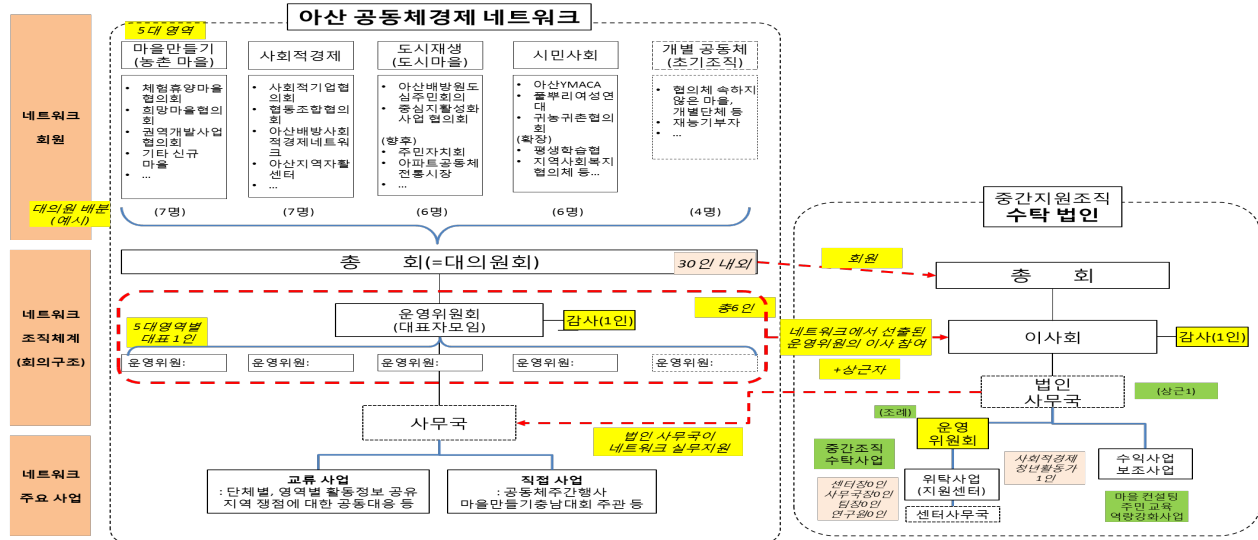 아산 공동체경제 네트워크
5대 영역
네트워크
회원
마을만들기
(농촌 마을)
• 체험휴양마을
협의회
• 희망마을협의회
• 권역개발사업
협의회
• 기타 신규
마을
• ...
사회적경제
• 사회적기업협
의회
• 협동조합협의회
• 아산배방사회
적경제네트워
크
• 아산지역자활
센터
• ...
도시재생
(도시마을)
• 아산배방원도
심주민회의
• 중심지활성화
사업 협의회
(향후)
• 주민자치회
• 아파트공동체
전통시장
• ...
시민사회
• 아산YMACA
• 풀뿌리여성연
대
• 귀농귀촌협의
회
(확장)
• 평생학습협
• 지역사회복지
협의체 등...
개별 공동체
(초기조직)
• 협의체 속하지
않은 마을,
개별단체 등
• 재능기부자
• ...
대의원 배분
(예시)
(7명)
(7명)
(6명)
(6명)
(4명)
네트워크
조직체계
(회의구조)
총 회(=대의원회)
30인 내외
총6인
운영위원회
(대표자모임)
감사(1인)
5대영역별
대표 1인
운영위원:
운영위원:
운영위원:
운영위원:
운영위원:
사무국
법인 사무국이
네트워크 실무지원
네트워크
주요 사업
교류 사업
: 단체별, 영역별 활동정보 공유
지역 쟁점에 대한 공동대응 등
직접 사업
: 공동체주간행사
마을만들기충남대회 주관 등
중간지원조직
수탁 법인
회원
총 회
네트워크에서 선출된
운영위원의 이사 참여
이사회
감사(1인)
+상근자
법인
사무국
(상근1)
(조례)
운영
위원회
중간조직
수탁사업
센터장0인
사무국장0인
팀장0인
연구원0인
위탁사업
(지원센터)
센터사무국
사회적경제
청년활동가
1인
수익사업
보조사업
마을 컨설팅
주민 교육
역량강화사업